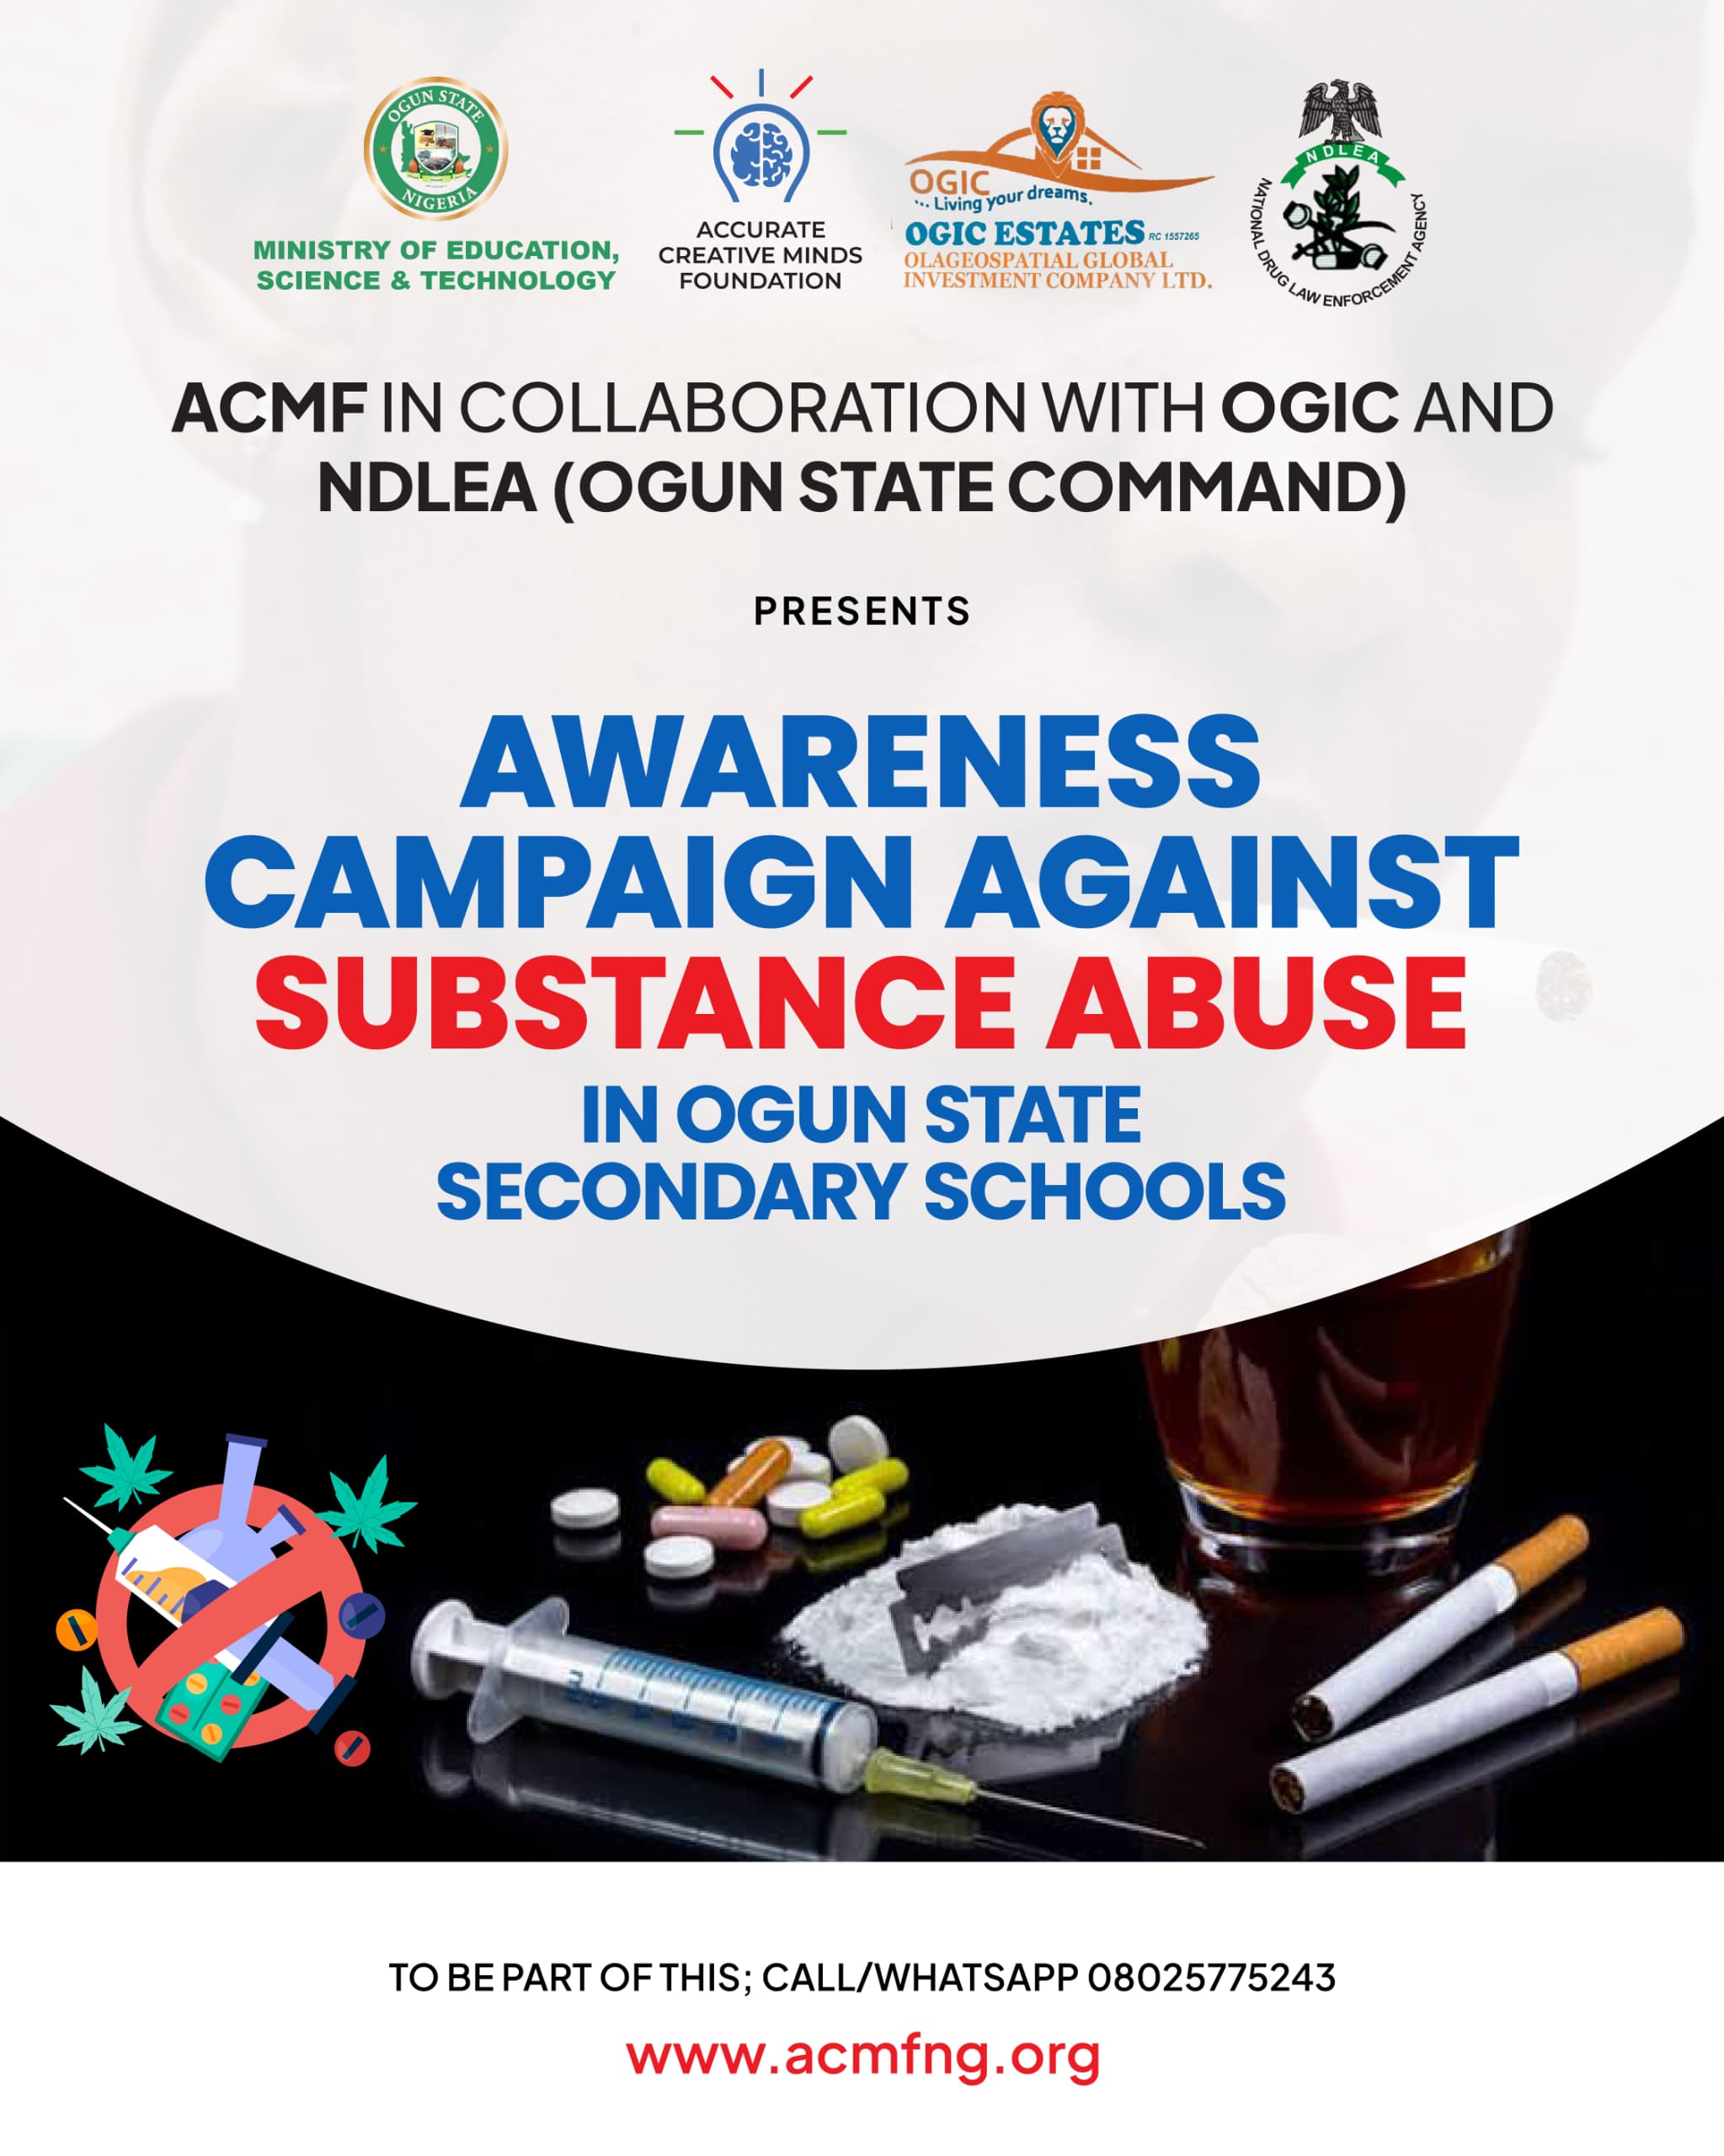 OGUN STATE
NIGERIA
MINISTRY OF EDUCATION,
SCIENCE & TECHNOLOGY
ACCURATE
CREATIVE MINDS
FOUNDATION
OGIC
... Living your dreams.
OGIC ESTATES RC 1557265
OLAGEOSPATIAL GLOBAL
INVESTMENT COMPANY LTD.
NDLEA
NATIONAL DRUG LAW ENFORCEMENT AGENCY
ACMF IN COLLABORATION WITH OGIC AND
NDLEA (OGUN STATE COMMAND)
PRESENTS
AWARENESS
CAMPAIGN AGAINST
SUBSTANCE ABUSE
IN OGUN STATE
SECONDARY SCHOOLS
TO BE PART OF THIS; CALL/WHATSAPP 08025775243
www.acmfng.org